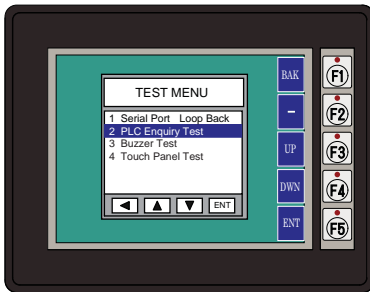 TEST MENU
1 Serial Port Loop Back
2 PLC Enquiry Test
3 Buzzer Test
4 Touch Panel Test
ENT
BAK
–
UP
DWN
ENT
F1
F2
F3
F4
F5